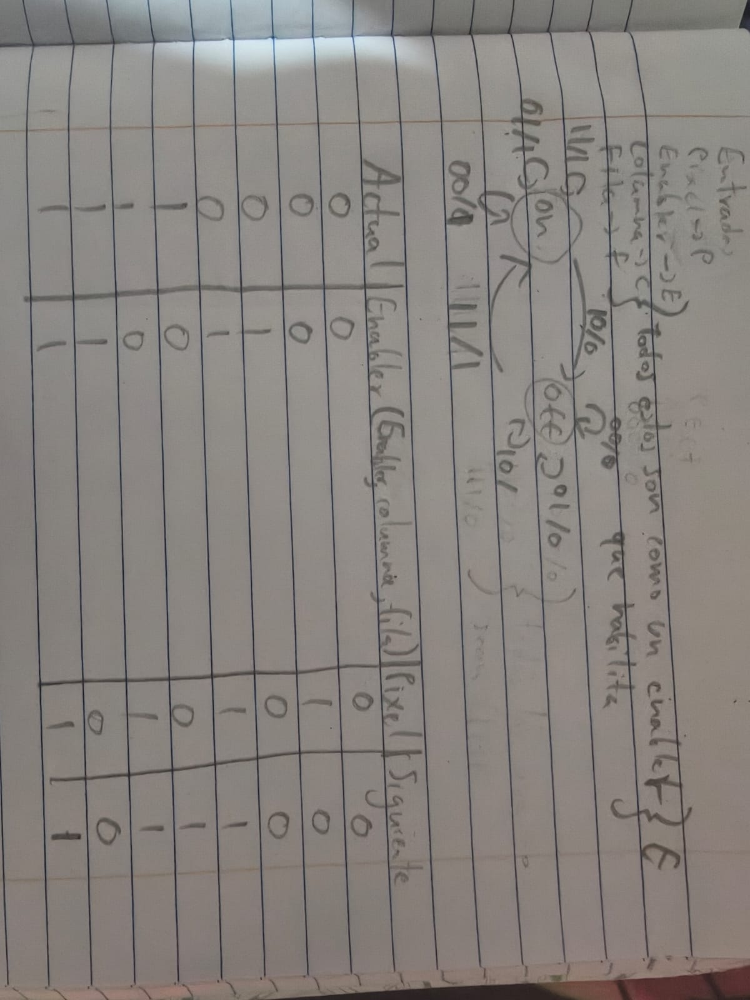 Entradas
Pixel → P
Enabler → E
Columna → C } todos estos son como un enabler } E
Fila → F } que habilita
10/0 00/0
11/1
01/1 on off 01/0
00/1 11/1 101
Actual | Enabler (Enabler, columna, fila) | Pixel | Siguiente
0 0 0 0
0 0 1 0
0 1 0 0
0 1 1 1
1 0 0 1
1 0 1 1
1 1 0 0
1 1 1 1